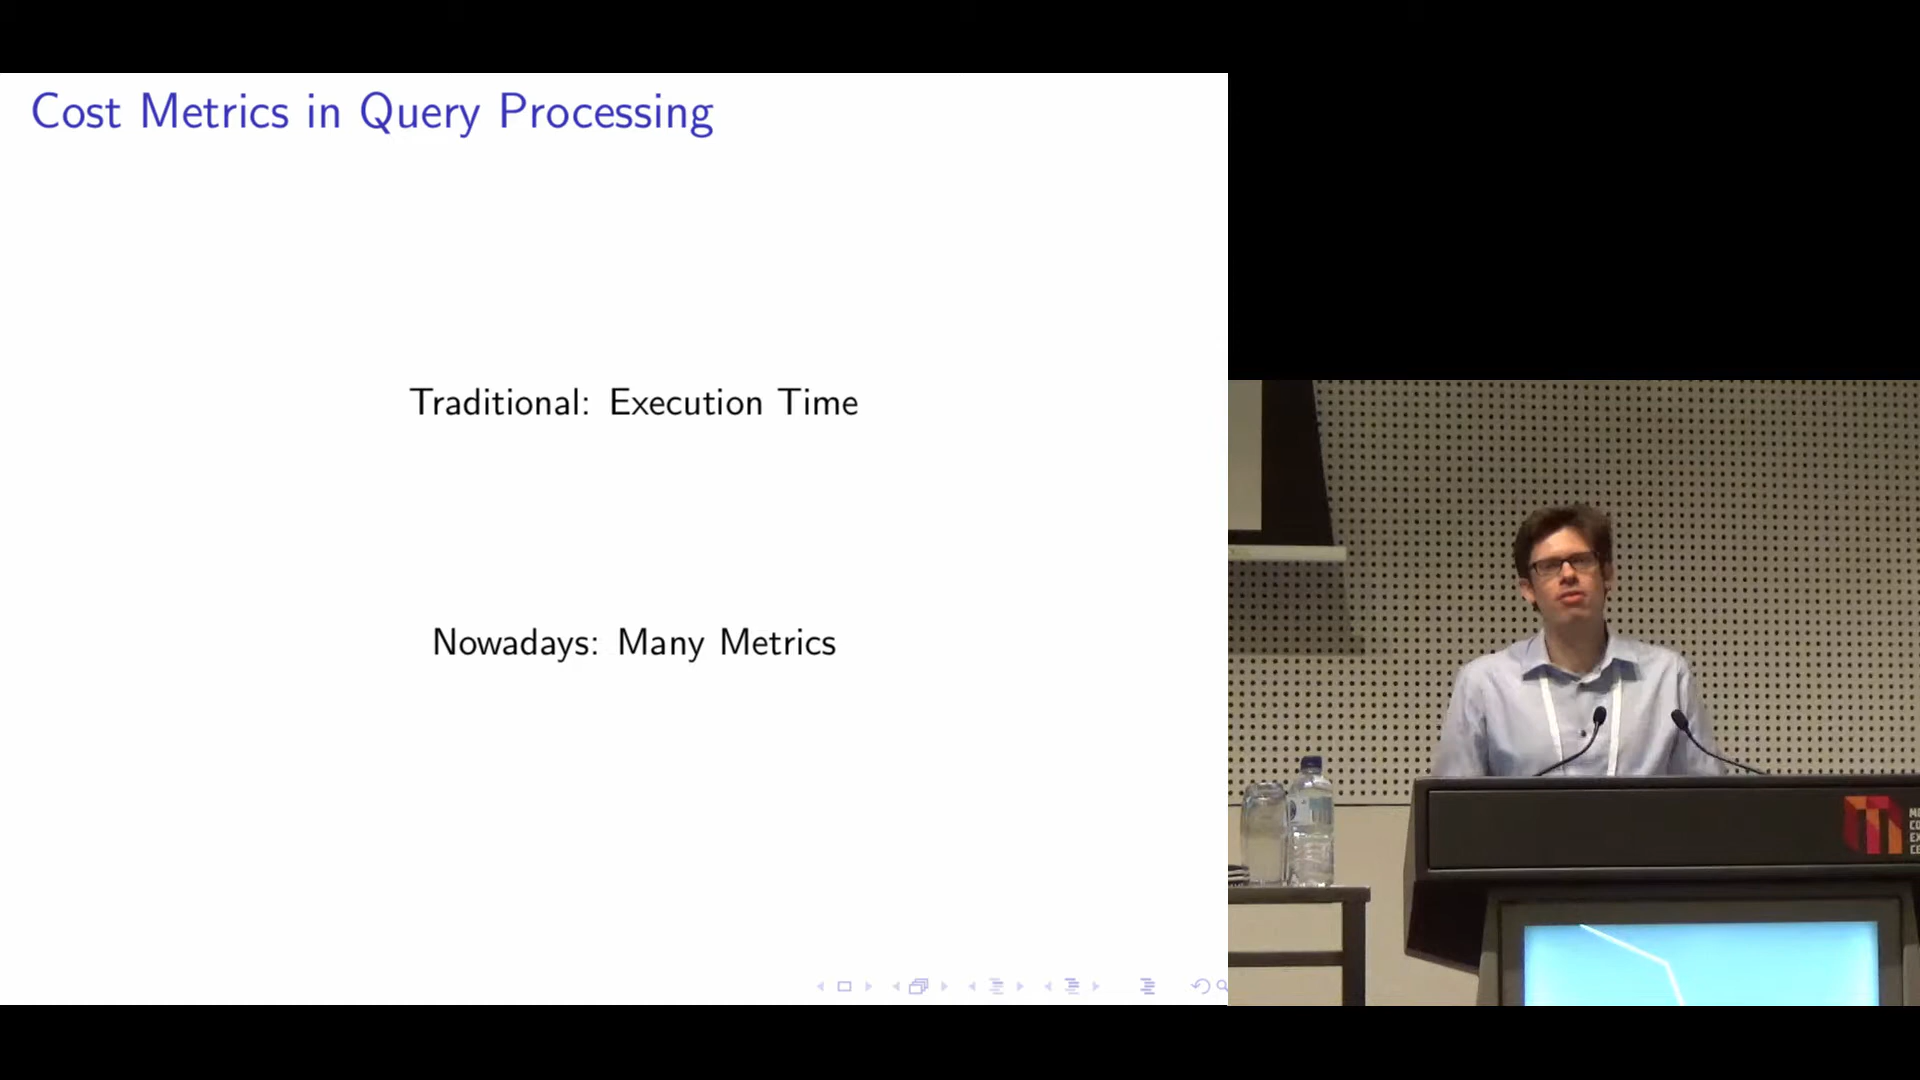 Cost Metrics in Query Processing
Traditional: Execution Time
Nowadays: Many Metrics